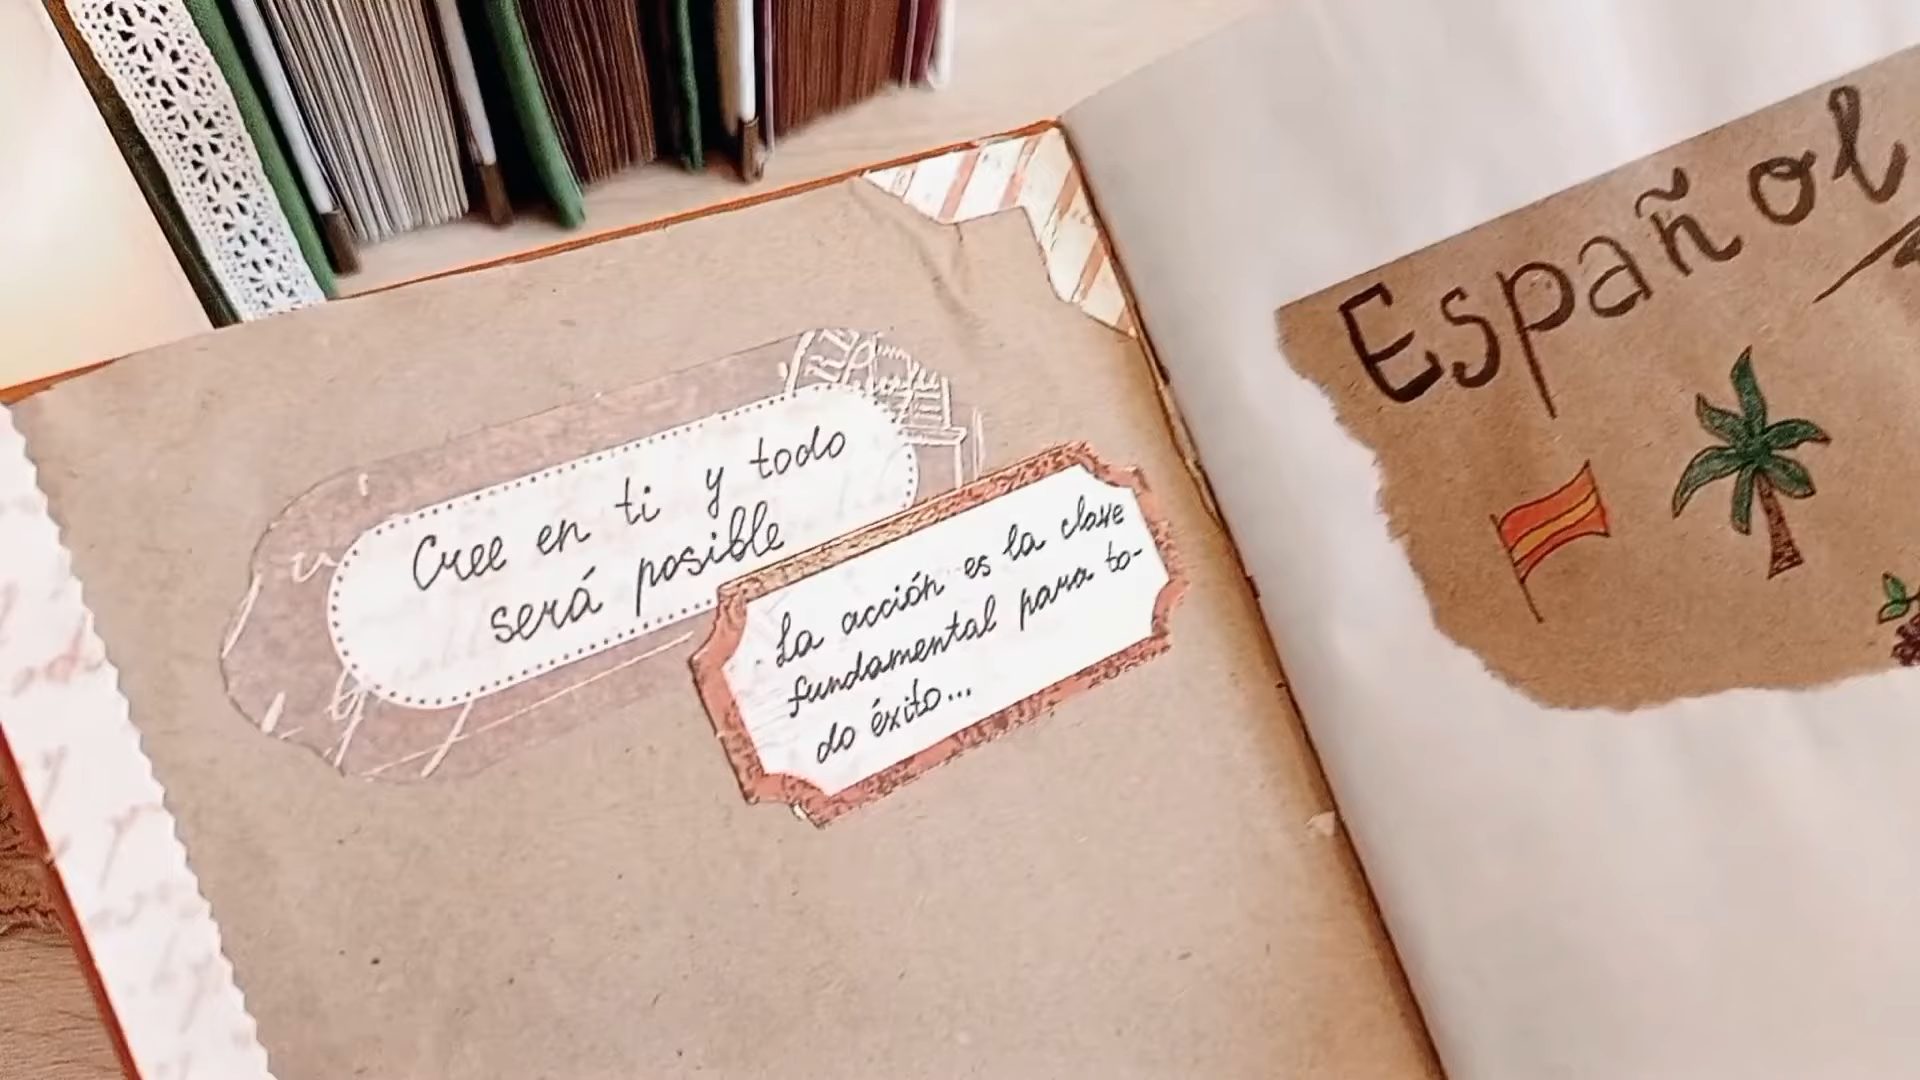 Cree en ti y todo
será posible
La acción es la clave
fundamental para to-
do éxito...
Español